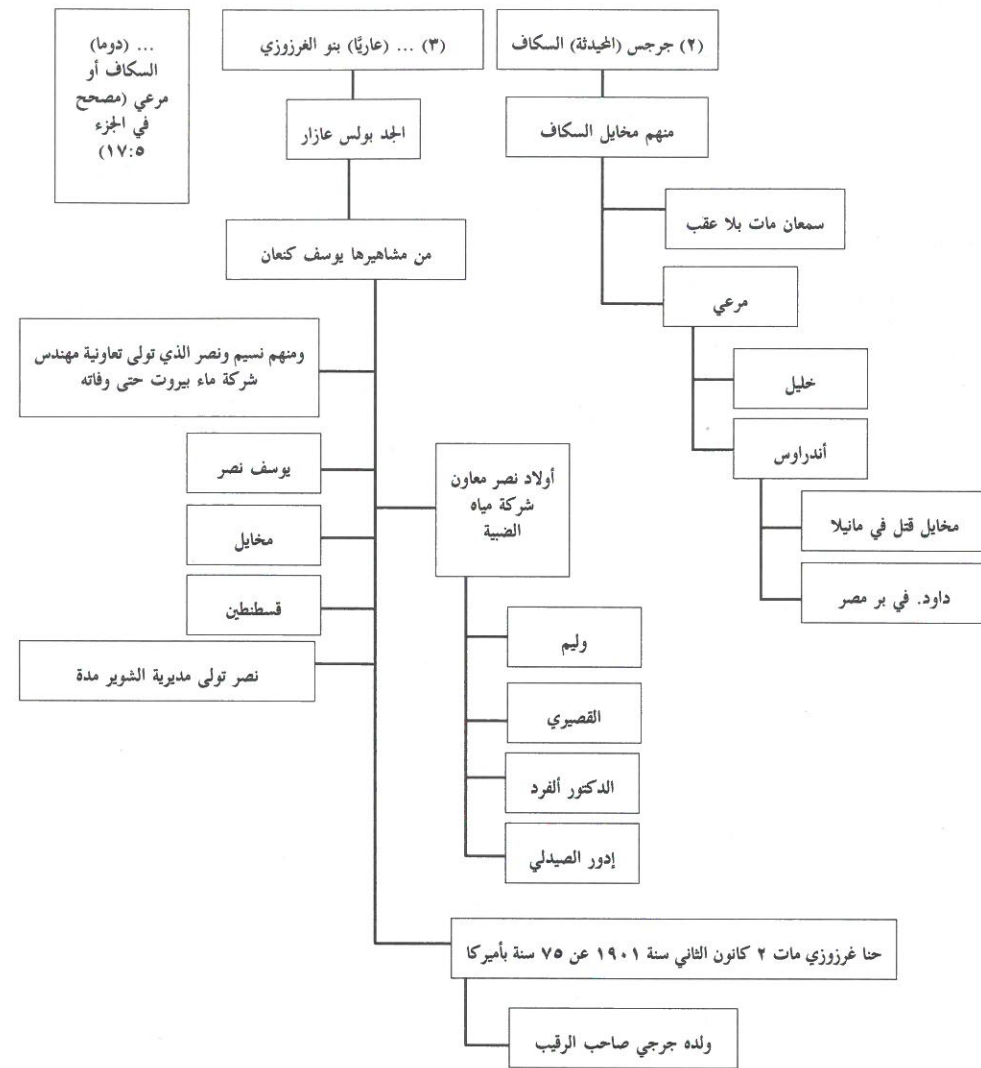 (٢) جرجس (المحيدثة) السكاف
منهم مخايل السكاف
سمعان مات بلا عقب
مرعي
خليل
أندراوس
مخايل قتل في مانيلا
داود. في بر مصر
(٣) ... (عاريًّا) بنو الغرزوزي
الجد بولس عازار
من مشاهيرها يوسف كنعان
ومنهم نسيم ونصر الذي تولى تعاونية مهندس
شركة ماء بيروت حتى وفاته
يوسف نصر
مخايل
قسطنطين
نصر تولى مديرية الشوير مدة
أولاد نصر معاون
شركة مياه
الضبية
وليم
القصيري
الدكتور ألفرد
إدور الصيدلي
حنا غرزوزي مات ٢ كانون الثاني سنة ١٩٠١ عن ٧٥ سنة بأميركا
ولده جرجي صاحب الرقيب
... (دوما)
السكاف أو
مرعي (مصحح
في الجزء
١٧:٥)